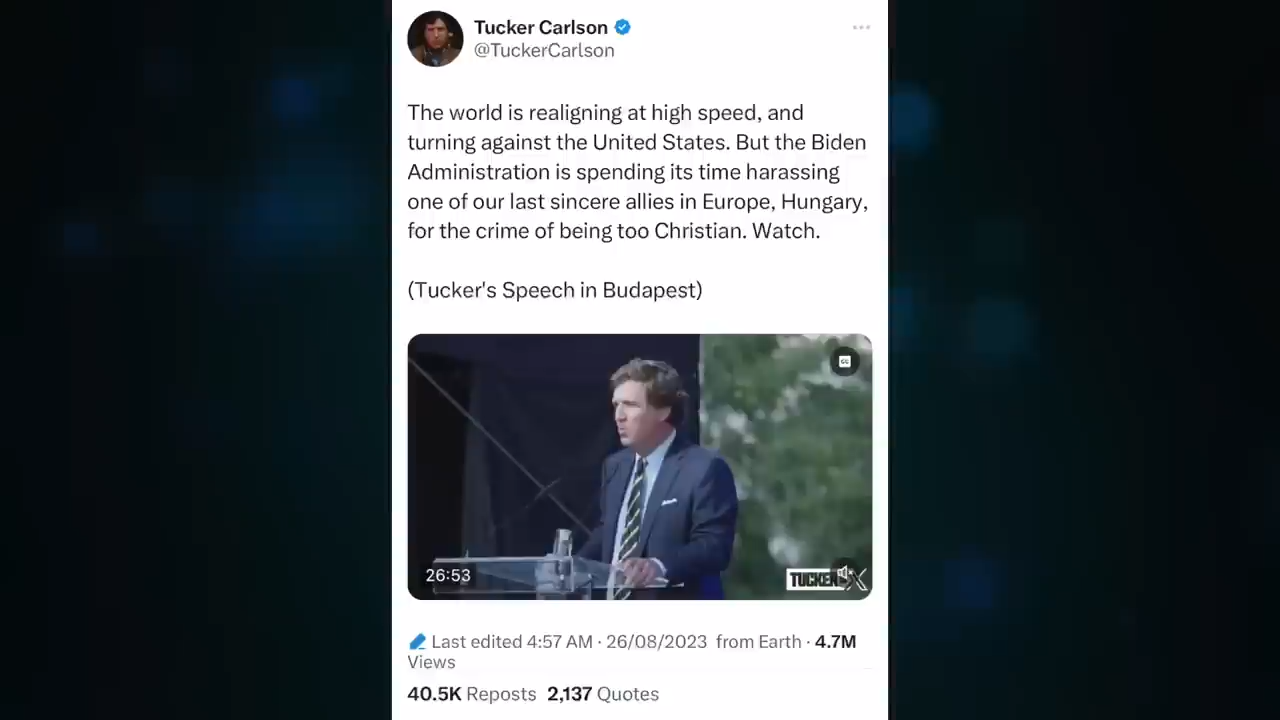 Tucker Carlson
@TuckerCarlson
The world is realigning at high speed, and
turning against the United States. But the Biden
Administration is spending its time harassing
one of our last sincere allies in Europe, Hungary,
for the crime of being too Christian. Watch.
(Tucker's Speech in Budapest)
CC
26:53
TUCKER X
Last edited 4:57 AM · 26/08/2023 from Earth · 4.7M
Views
40.5K Reposts 2,137 Quotes